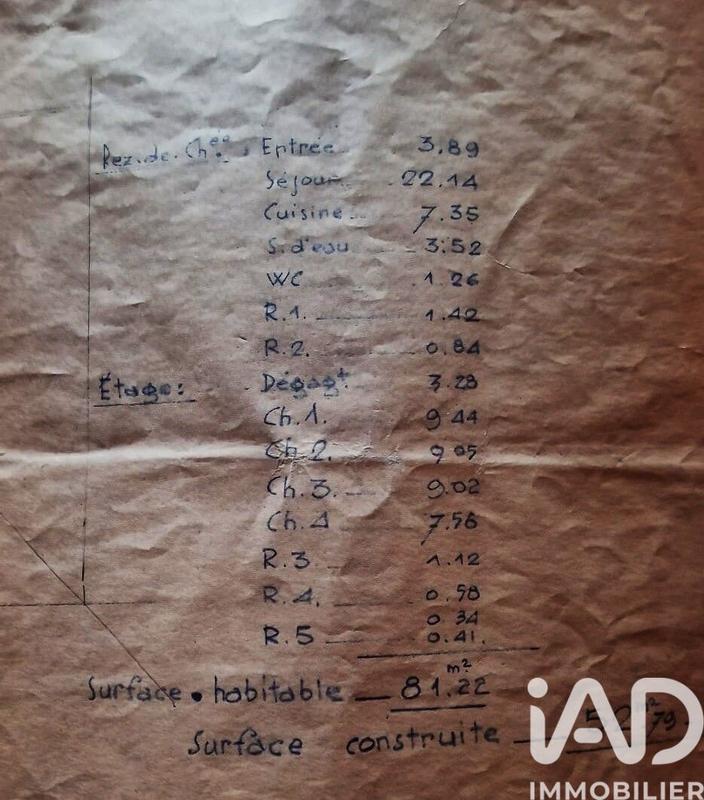 Rez.de.Chée: Entrée 3.89
Séjour 22.14
Cuisine 7.35
S. d'eau 3.52
WC 1.26
R.1. 1.42
R.2. 0.84
Étage: Dégagt 3.28
Ch.1. 9.44
Ch.2. 9.05
Ch.3. 9.02
Ch.4 7.56
R.3 1.12
R.4. 0.58
0.34
R.5 0.41.
m²
Surface habitable 81.22
m²
Surface construite
iAD
IMMOBILIER